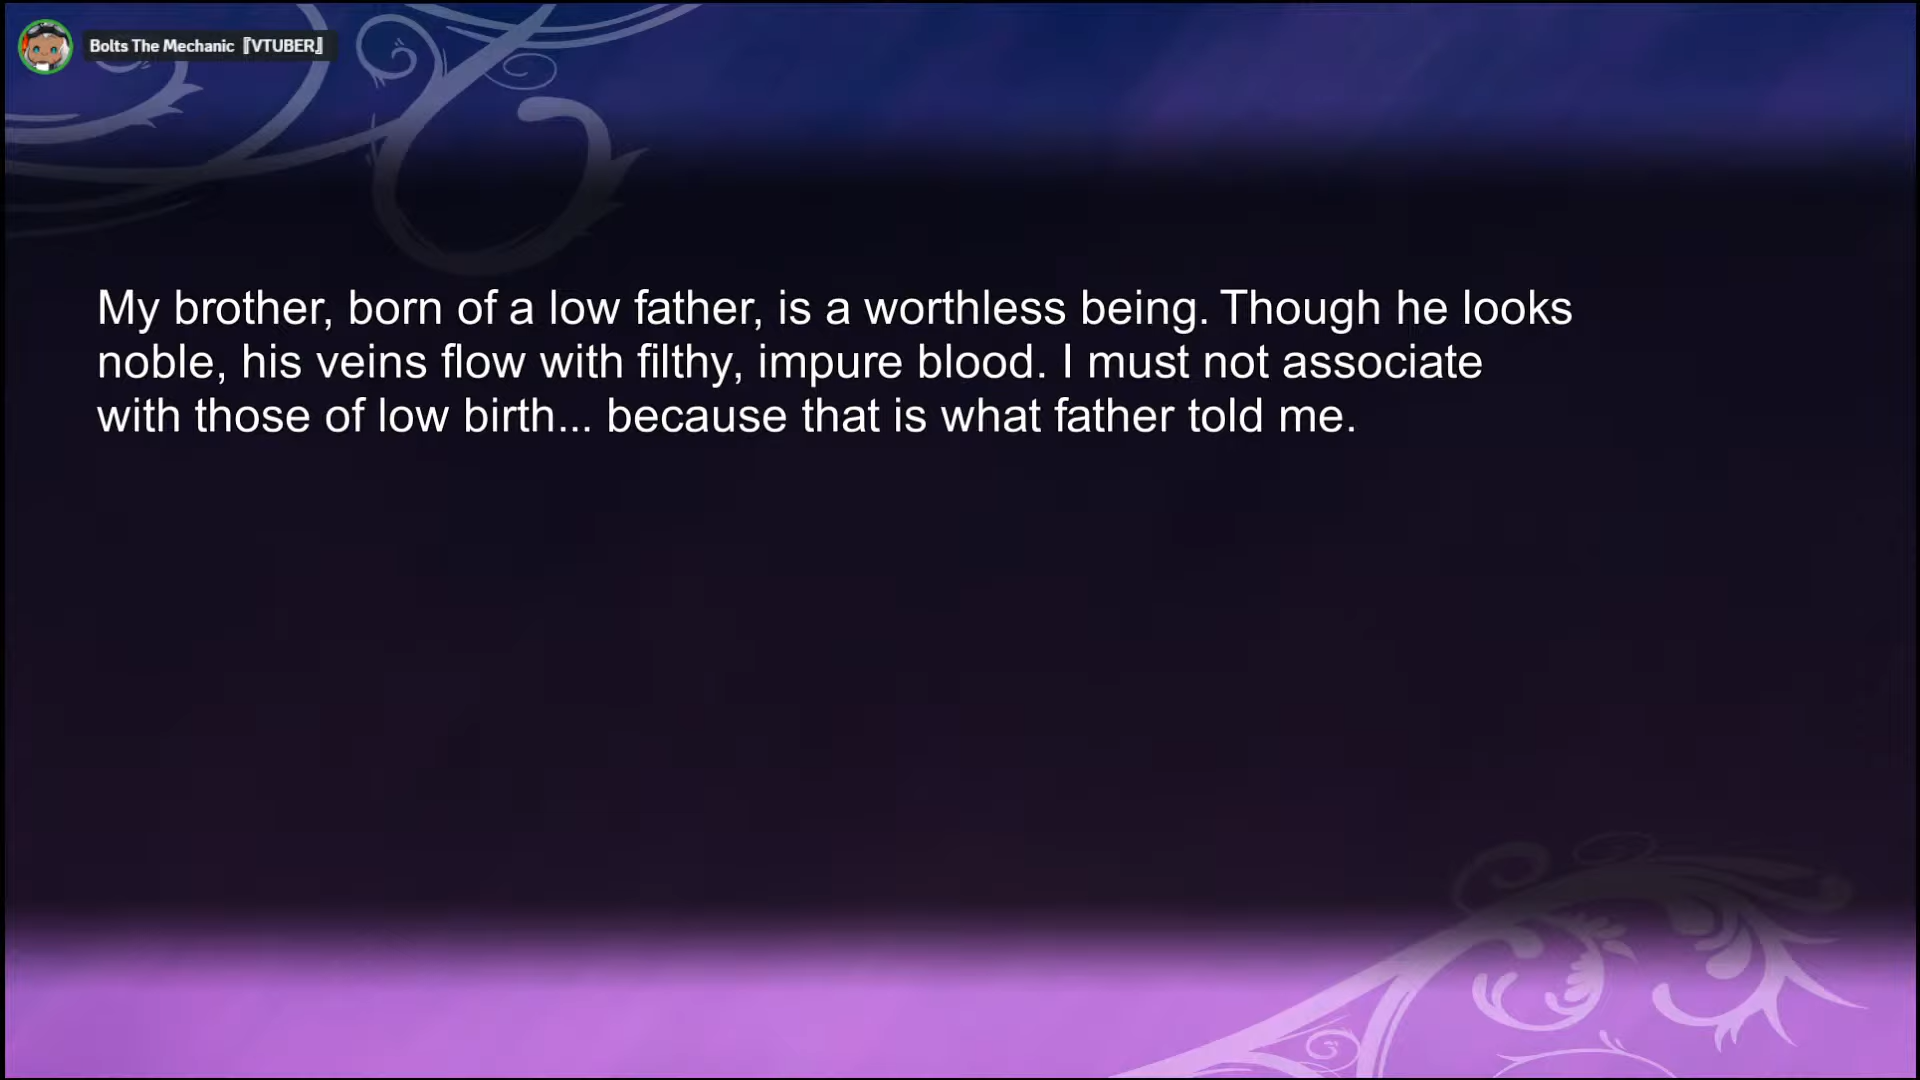 Bolts The Mechanic『VTUBER』
My brother, born of a low father, is a worthless being. Though he looks
noble, his veins flow with filthy, impure blood. I must not associate
with those of low birth... because that is what father told me.